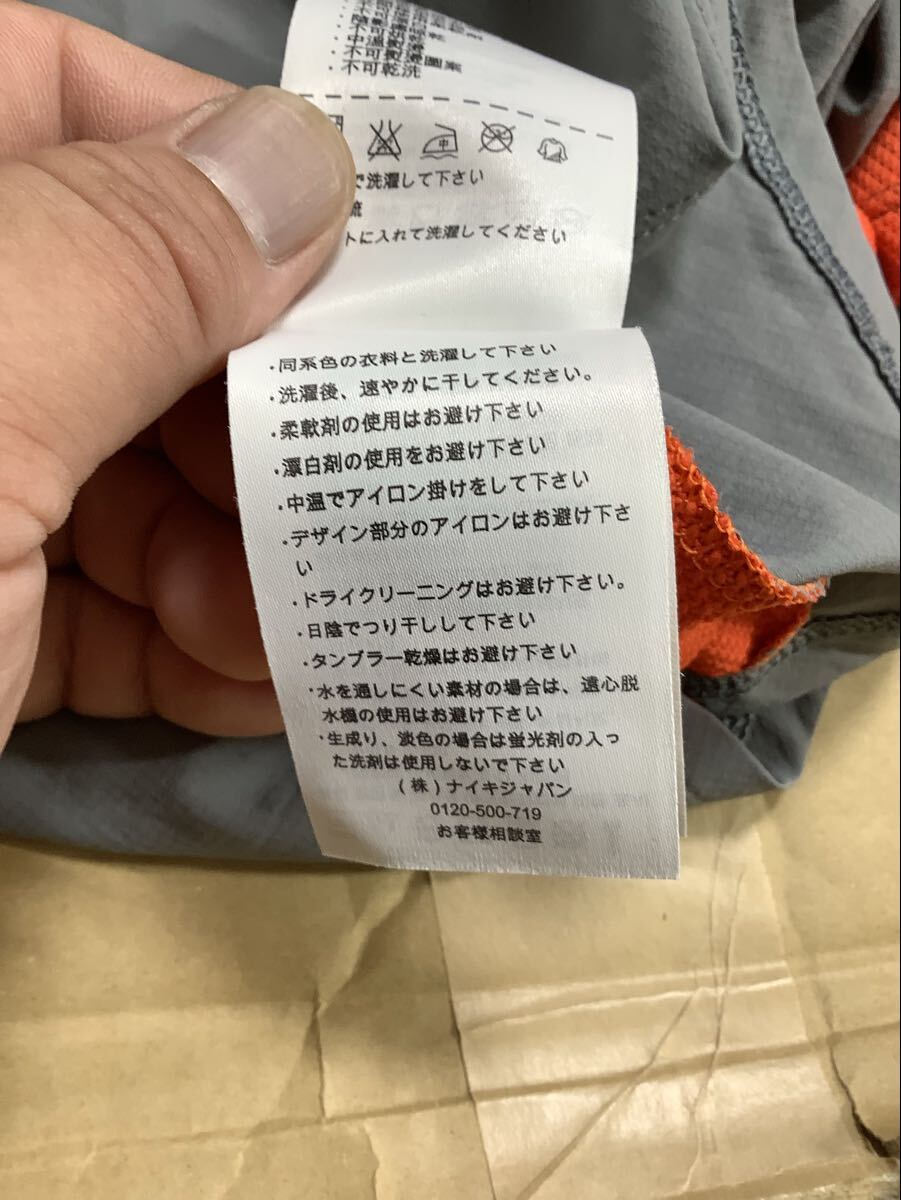 不可製漂圖案
・不可乾洗
中
で洗濯して下さい
流
トに入れて洗濯してください
・同系色の衣料と洗濯して下さい
・洗濯後、速やかに干してください。
・柔軟剤の使用はお避け下さい
・漂白剤の使用をお避け下さい
・中温でアイロン掛けをして下さい
・デザイン部分のアイロンはお避け下さ
い
・ドライクリーニングはお避け下さい。
・日陰でつり干しして下さい
・タンブラー乾燥はお避け下さい
・水を通しにくい素材の場合は、遠心脱
水機の使用はお避け下さい
・生成り、淡色の場合は蛍光剤の入っ
た洗剤は使用しないで下さい
(株)ナイキジャパン
0120-500-719
お客様相談室